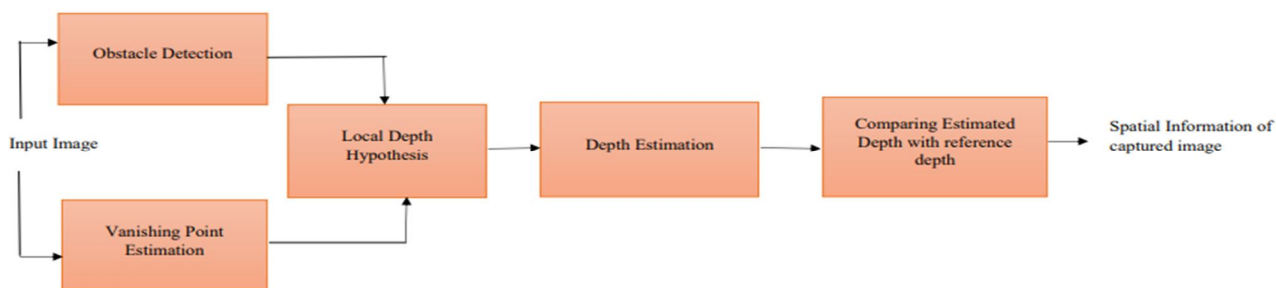 Obstacle Detection
Input Image
Vanishing Point
Estimation
Local Depth
Hypothesis
Depth Estimation
Comparing Estimated
Depth with reference
depth
Spatial Information of
captured image